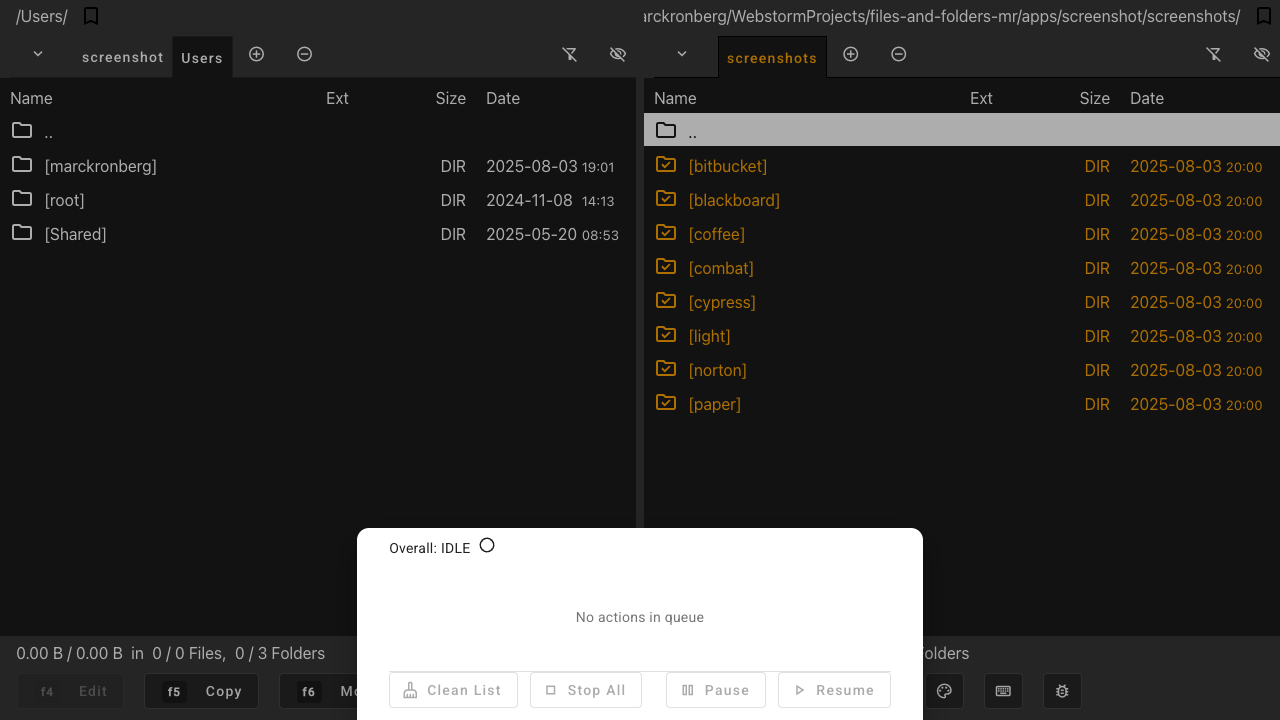 /Users/
rckronberg/WebstormProjects/files-and-folders-mr/apps/screenshot/screenshots/
screenshot Users
screenshots
Name Ext Size Date
..
[marckronberg] DIR 2025-08-03 19:01
[root] DIR 2024-11-08 14:13
[Shared] DIR 2025-05-20 08:53
Name Ext Size Date
..
[bitbucket] DIR 2025-08-03 20:00
[blackboard] DIR 2025-08-03 20:00
[coffee] DIR 2025-08-03 20:00
[combat] DIR 2025-08-03 20:00
[cypress] DIR 2025-08-03 20:00
[light] DIR 2025-08-03 20:00
[norton] DIR 2025-08-03 20:00
[paper] DIR 2025-08-03 20:00
Overall: IDLE
No actions in queue
Clean List Stop All Pause Resume
0.00 B / 0.00 B in 0 / 0 Files, 0 / 3 Folders
olders
f4 Edit f5 Copy f6